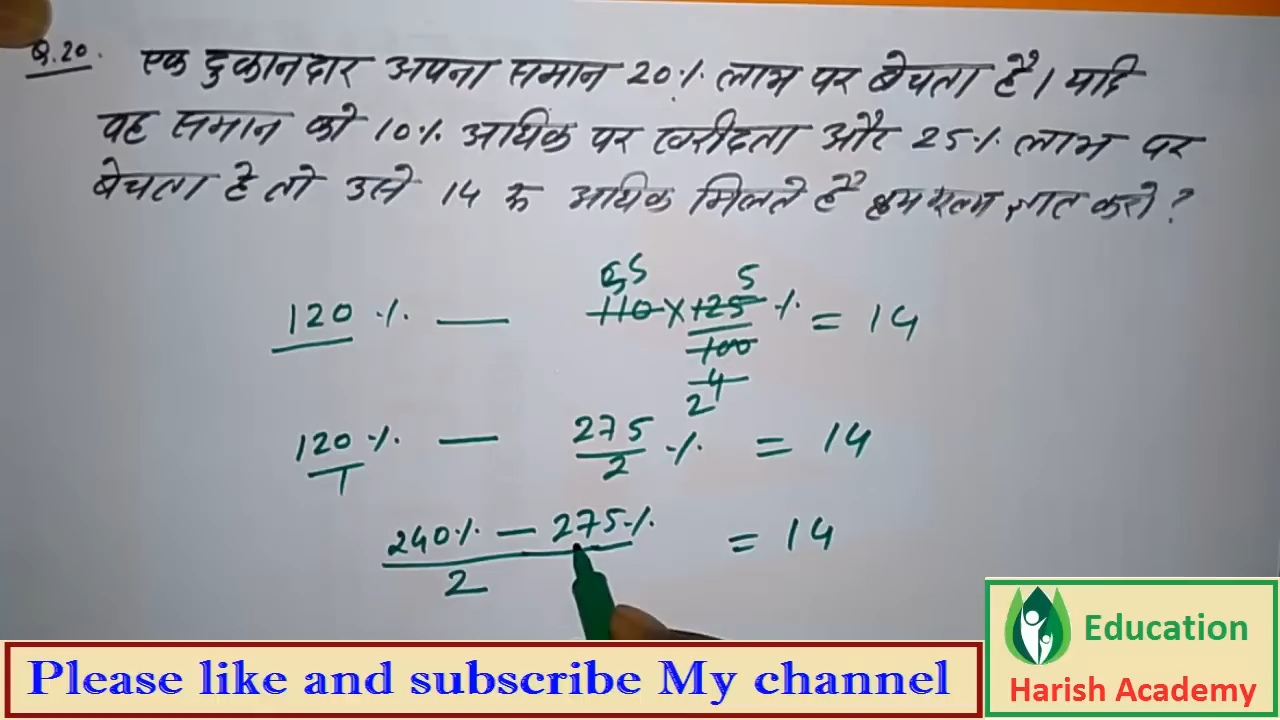 Q.20. एक दुकानदार अपना समान 20% लाभ पर बेचता है। यदि
वह समान को 10% अधिक पर खरीदता और 25% लाभ पर
बेचता है तो उसे 14 रु अधिक मिलते हैं ज्ञात करो?
55 5
120% — 110 × 125 % = 14
100
4
2
120% — 275 % = 14
1 2
240% — 275% = 14
2
Education
Harish Academy
Please like and subscribe My channel